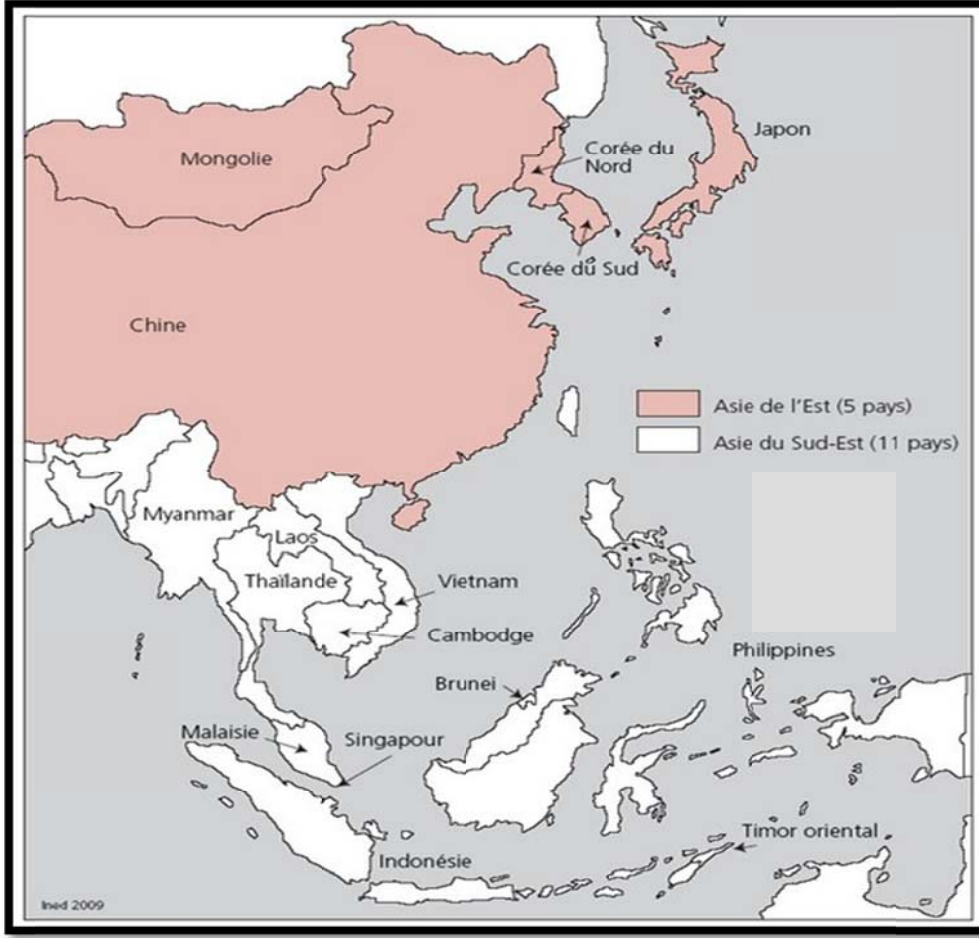 Japon
Corée du
Nord
Mongolie
Corée du Sud
Chine
Asie de l'Est (5 pays)
Asie du Sud-Est (11 pays)
Myanmar
Laos
Thaïlande
Vietnam
Cambodge
Philippines
Brunei
Malaisie
Singapour
Timor oriental
Indonésie
Ined 2009